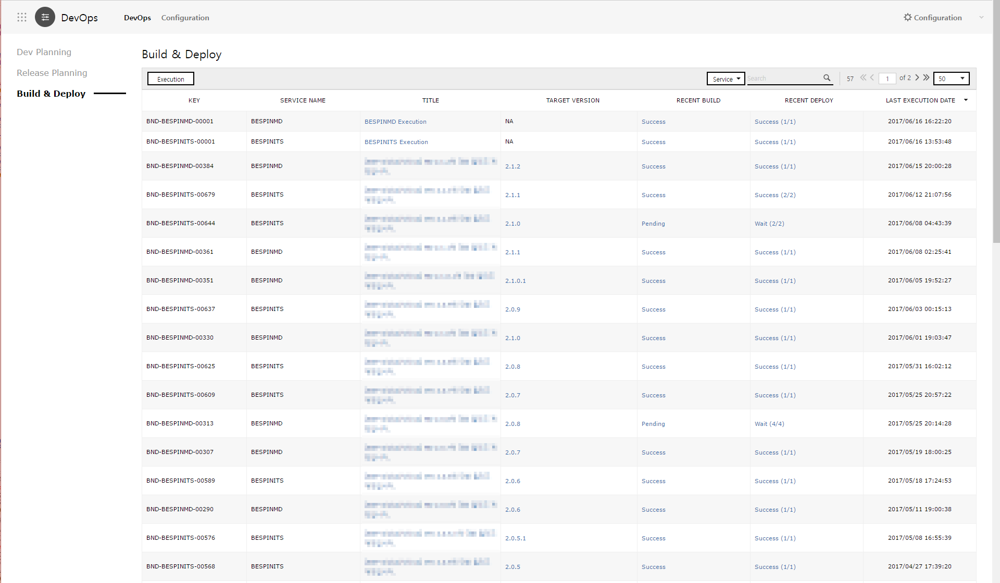 DevOps DevOps Configuration Configuration
Dev Planning
Release Planning
Build & Deploy
Build & Deploy
Execution Service Search 57 1 of 2 50
KEY SERVICE NAME TITLE TARGET VERSION RECENT BUILD RECENT DEPLOY LAST EXECUTION DATE
BND-BESPINMD-00001 BESPINMD BESPINMD Execution NA Success Success (1/1) 2017/06/16 16:22:20
BND-BESPINITS-00001 BESPINITS BESPINITS Execution NA Success Success (1/1) 2017/06/16 13:53:48
BND-BESPINMD-00384 BESPINMD 2.1.2 Success Success (1/1) 2017/06/15 20:00:28
BND-BESPINITS-00679 BESPINITS 2.1.1 Success Success (2/2) 2017/06/12 21:07:56
BND-BESPINITS-00644 BESPINITS 2.1.0 Pending Wait (2/2) 2017/06/08 04:43:39
BND-BESPINMD-00361 BESPINMD 2.1.1 Success Success (1/1) 2017/06/08 02:25:41
BND-BESPINMD-00351 BESPINMD 2.1.0.1 Success Success (1/1) 2017/06/05 19:52:27
BND-BESPINITS-00637 BESPINITS 2.0.9 Success Success (1/1) 2017/06/03 00:15:13
BND-BESPINMD-00330 BESPINMD 2.1.0 Success Success (1/1) 2017/06/01 19:03:47
BND-BESPINITS-00625 BESPINITS 2.0.8 Success Success (1/1) 2017/05/31 16:02:12
BND-BESPINITS-00609 BESPINITS 2.0.7 Success Success (1/1) 2017/05/25 20:57:22
BND-BESPINMD-00313 BESPINMD 2.0.8 Pending Wait (4/4) 2017/05/25 20:14:28
BND-BESPINMD-00307 BESPINMD 2.0.7 Success Success (1/1) 2017/05/19 18:00:25
BND-BESPINITS-00589 BESPINITS 2.0.6 Success Success (1/1) 2017/05/18 17:24:53
BND-BESPINMD-00290 BESPINMD 2.0.6 Success Success (1/1) 2017/05/11 19:00:38
BND-BESPINITS-00576 BESPINITS 2.0.5.1 Success Success (1/1) 2017/05/08 16:55:39
BND-BESPINITS-00568 BESPINITS 2.0.5 Success Success (1/1) 2017/04/27 17:39:20